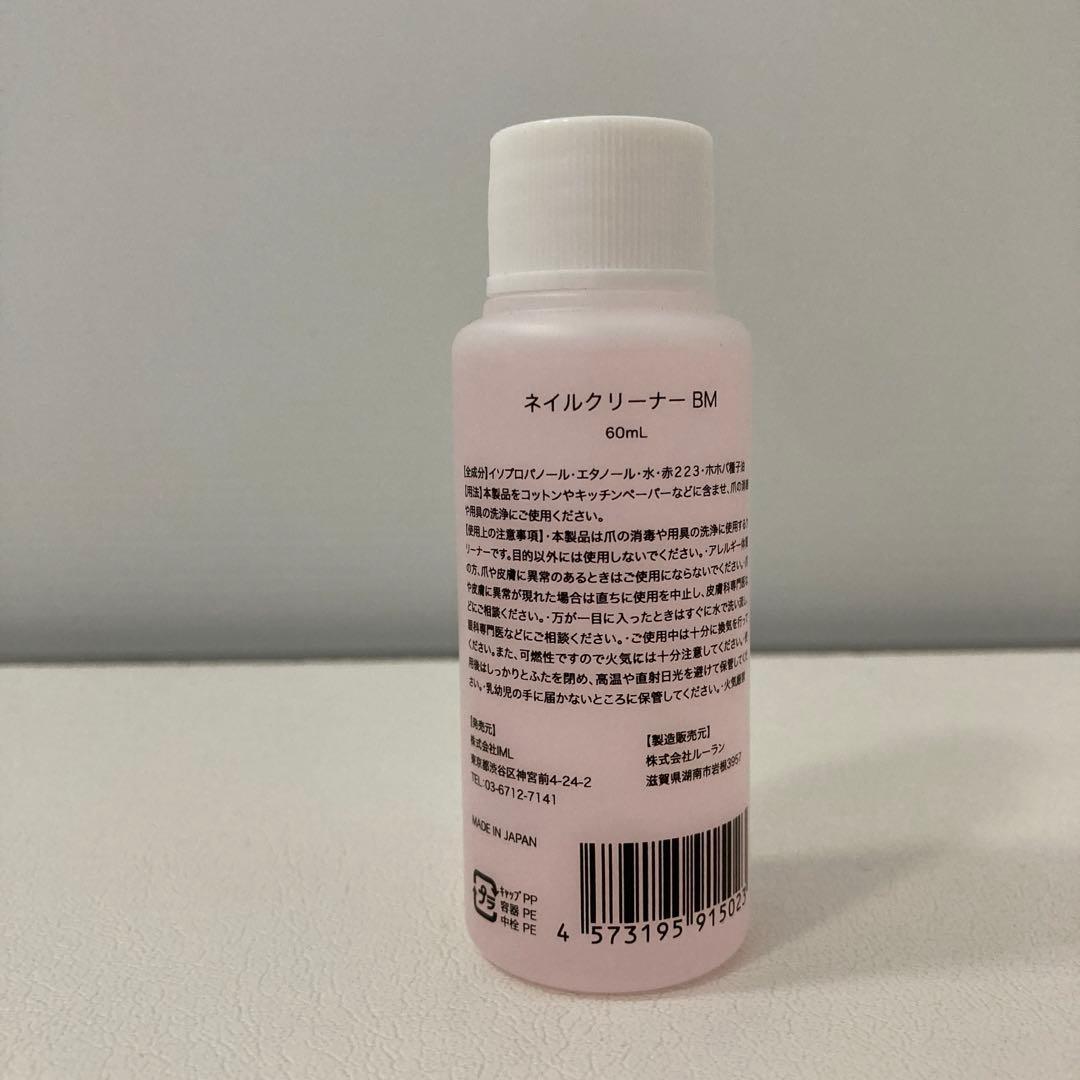 ネイルクリーナー BM
60mL
【全成分】イソプロパノール・エタノール・水・赤223・ホホバ種子油
【用法】本製品をコットンやキッチンペーパーなどに含ませ、爪の消毒
や用具の洗浄にご使用ください。
【使用上の注意事項】・本製品は爪の消毒や用具の洗浄に使用する
リーナーです。目的以外には使用しないでください。・アレルギー
の方、爪や皮膚に異常のあるときはご使用にならないでください。
や皮膚に異常が現れた場合は直ちに使用を中止し、皮膚科専門医
どにご相談ください。・万が一目に入ったときはすぐに水で洗い流し、
眼科専門医などにご相談ください。・ご使用中は十分に換気を行って
ください。また、可燃性ですので火気には十分注意してください。
用後はしっかりとふたを閉め、高温や直射日光を避けて保管してくだ
さい。・乳幼児の手に届かないところに保管してください。・火気
【発売元】
株式会社IML
東京都渋谷区神宮前4-24-2
TEL:03-6712-7141
【製造販売元】
株式会社ルーラン
滋賀県湖南市岩根3957
MADE IN JAPAN
プラ
キャップ PP
容器 PE
中栓 PE
4 573195 915023